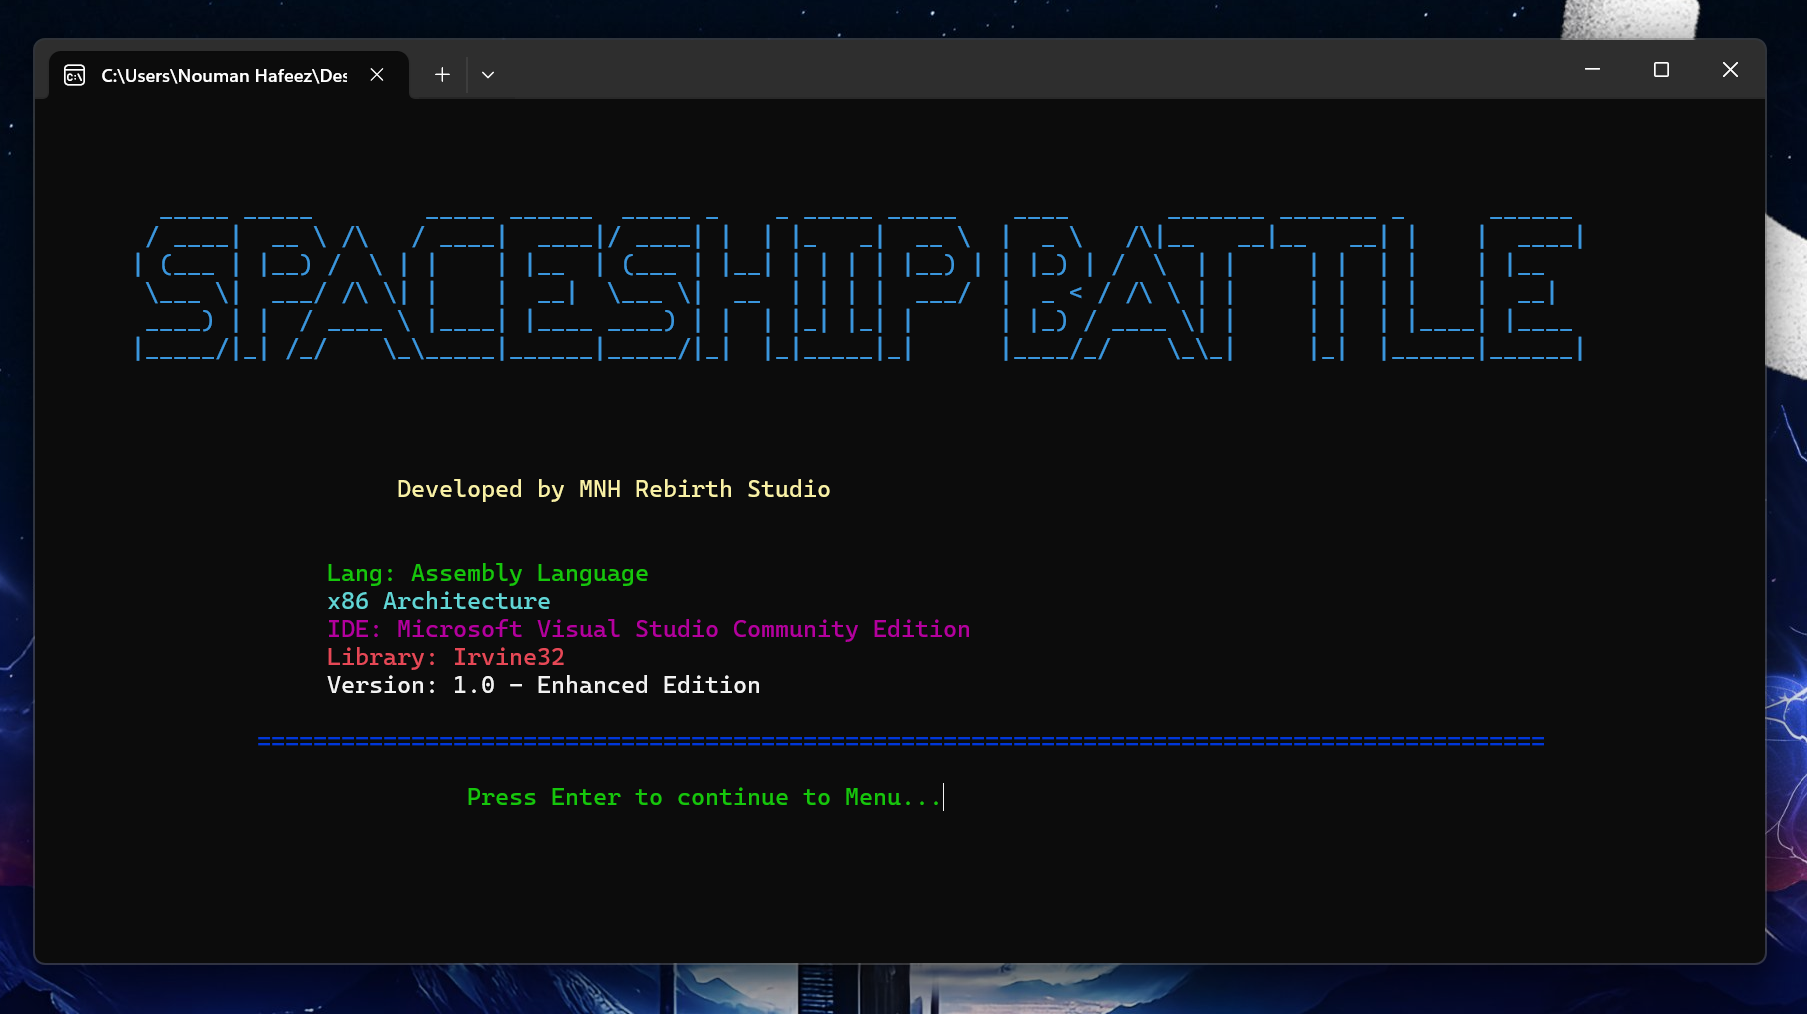 C:\Users\Nouman Hafeez\Des
SPACESHIP BATTLE
Developed by MNH Rebirth Studio
Lang: Assembly Language
x86 Architecture
IDE: Microsoft Visual Studio Community Edition
Library: Irvine32
Version: 1.0 - Enhanced Edition
==========================================================================================
Press Enter to continue to Menu...